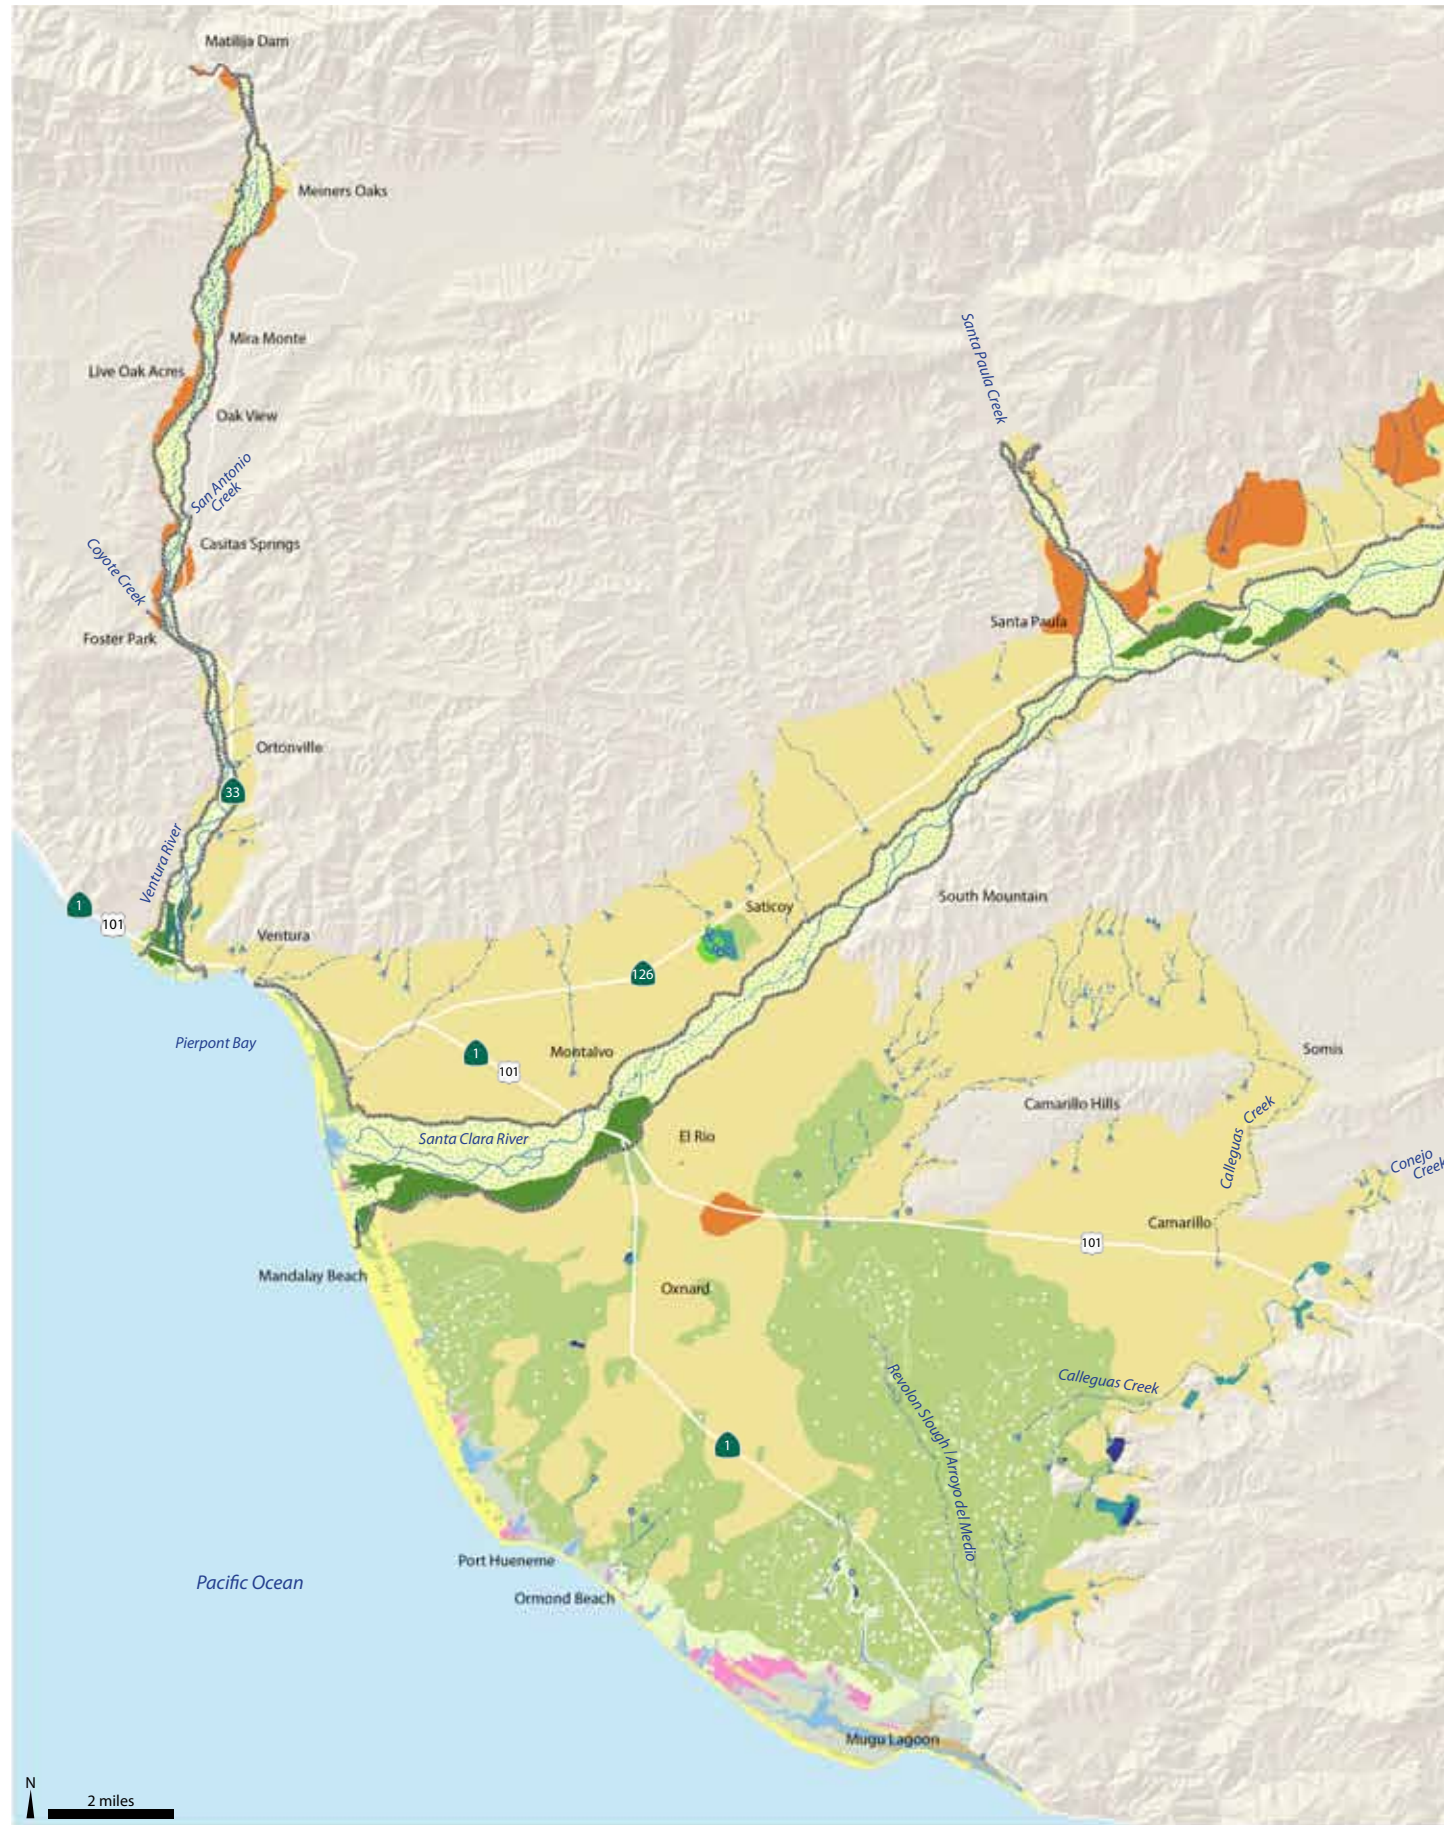 Matilija Dam
Meiners Oaks
Santa Paula Creek
Mira Monte
Live Oak Acres
Oak View
San Antonio
Creek
Casitas Springs
Coyote Creek
Foster Park
Santa Paula
Ortonville
33
Ventura River
1
101
Ventura
Saticoy
South Mountain
126
Pierpont Bay
1
101
Montalvo
Somis
Camarillo Hills
Calleguas Creek
Santa Clara River
El Rio
Conejo
Creek
Camarillo
101
Mandalay Beach
Oxnard
Calleguas Creek
Revolon Slough / Arroyo del Medio
1
Port Hueneme
Pacific Ocean
Ormond Beach
Mugu Lagoon
N
2 miles